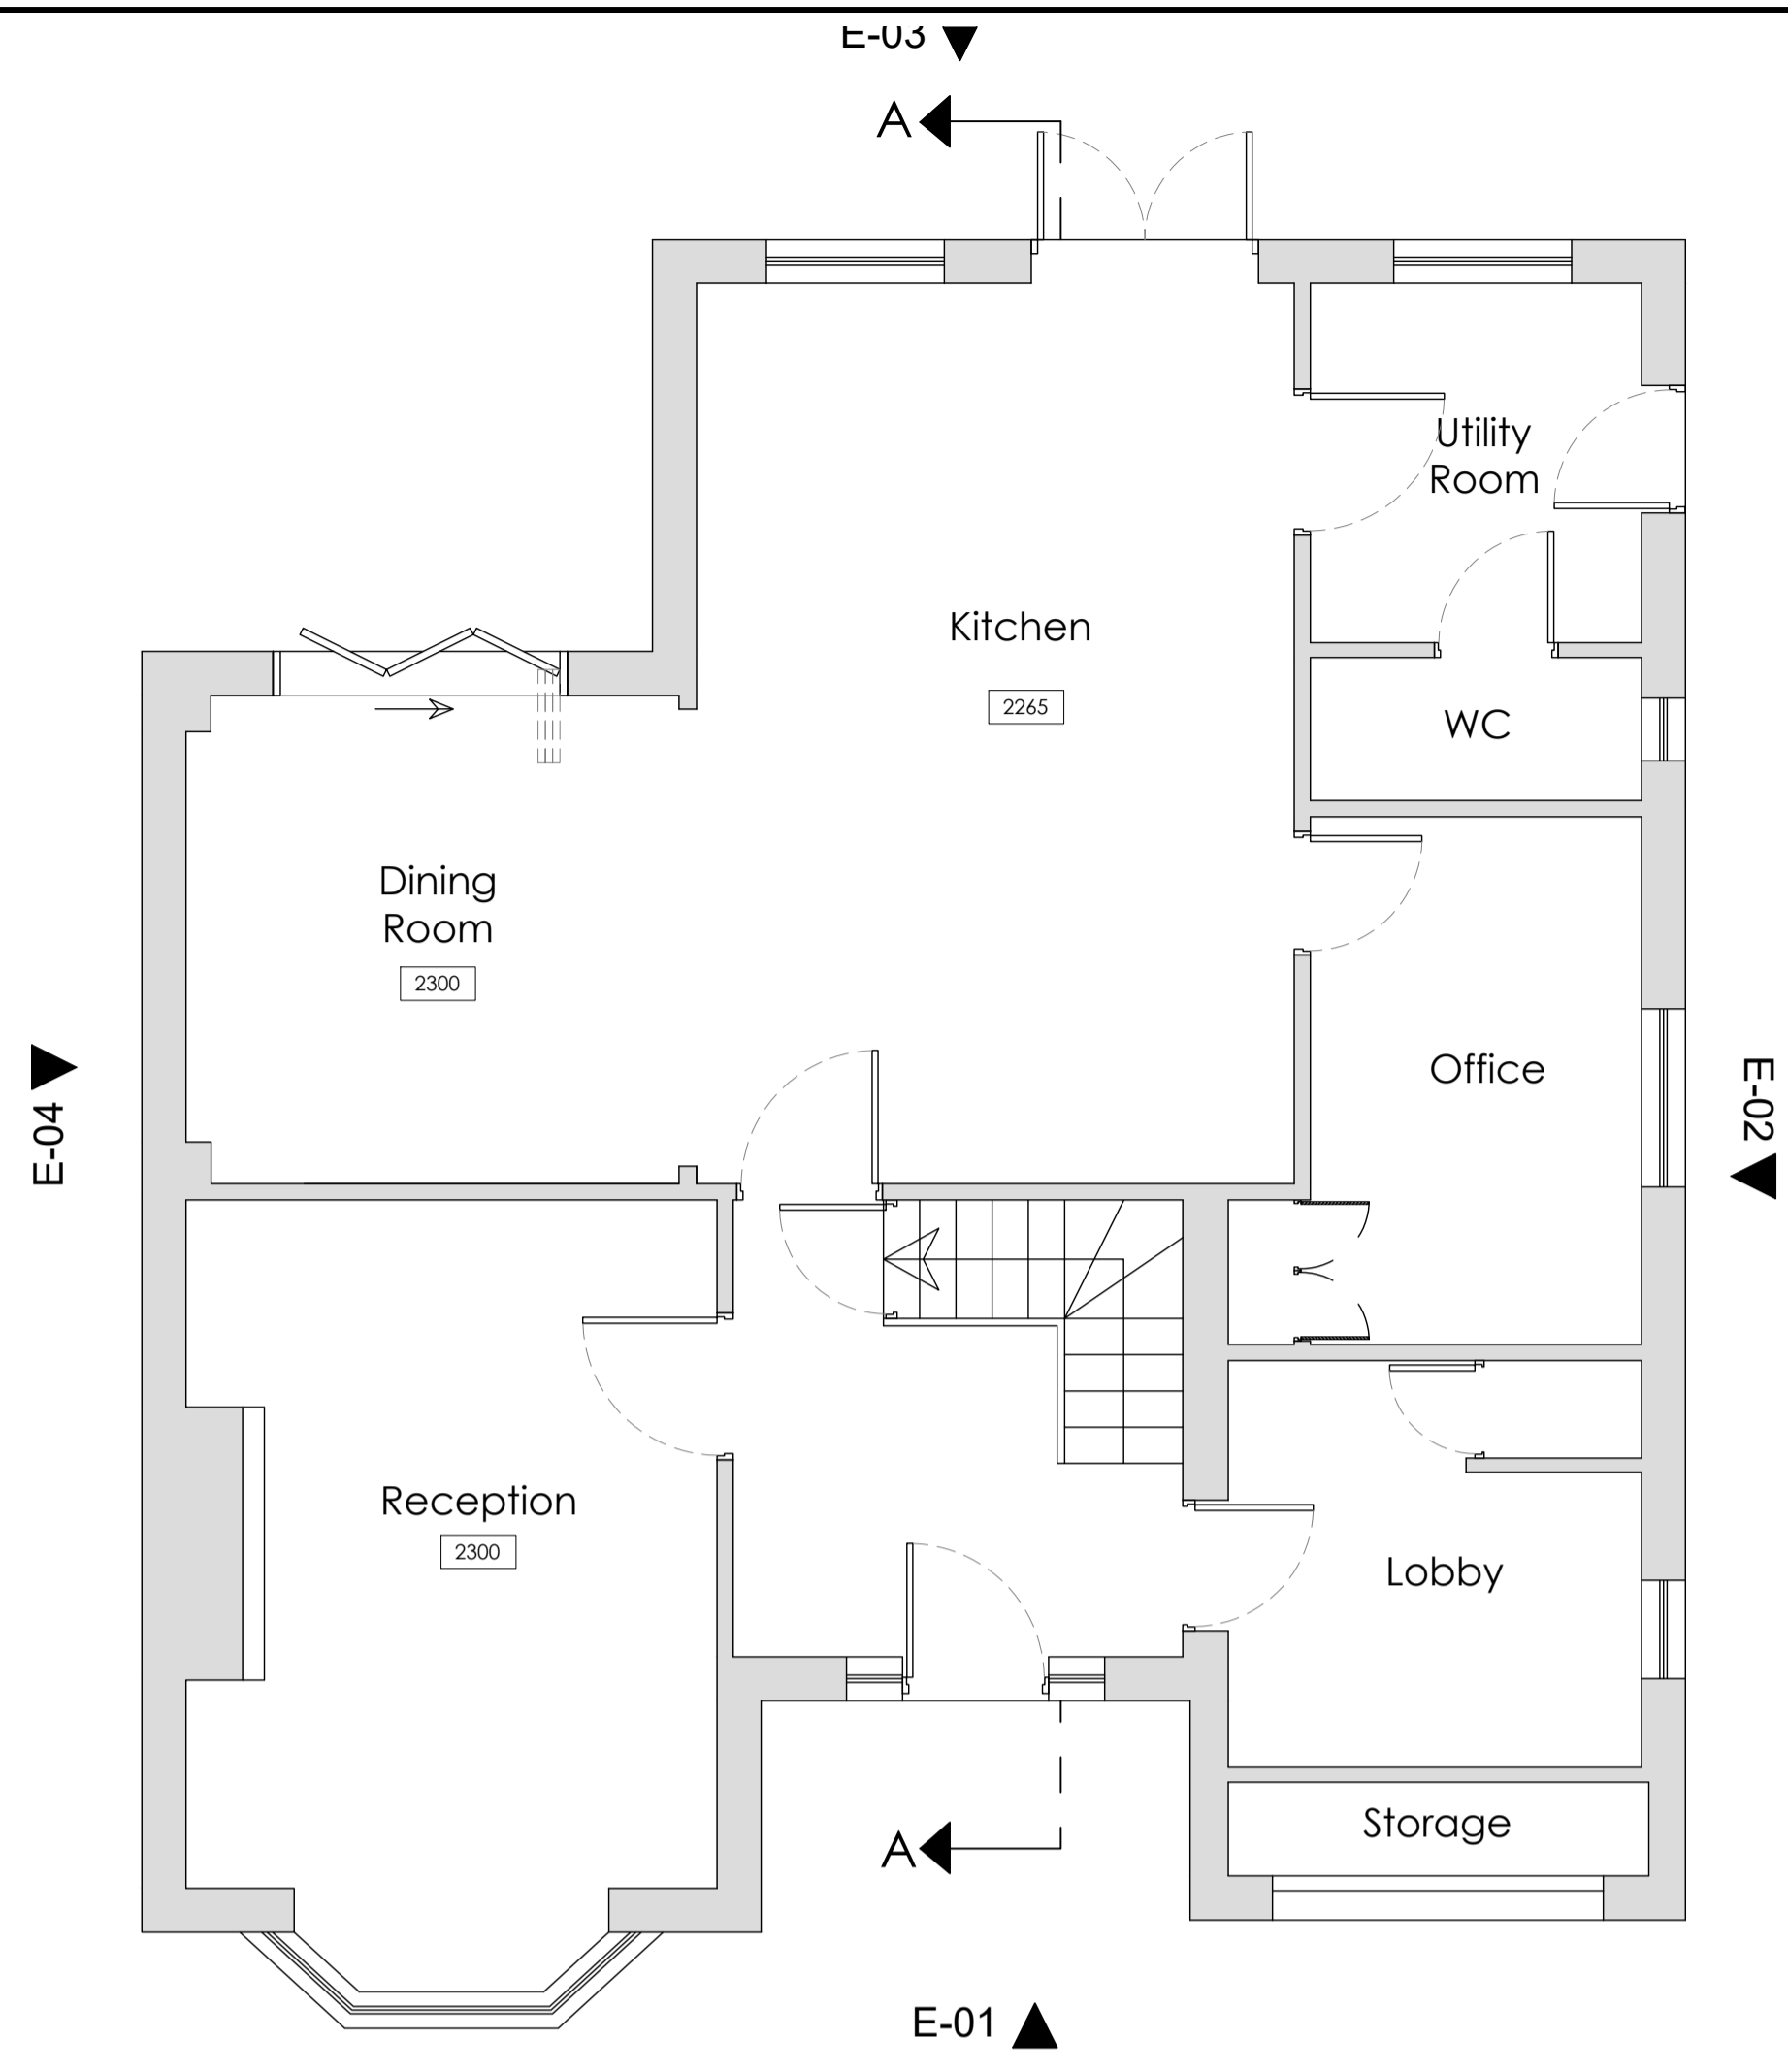 E-03
A
Utility
Room
Kitchen
2265
WC
Dining
Room
2300
Office
E-04
E-02
Reception
2300
Lobby
Storage
A
E-01